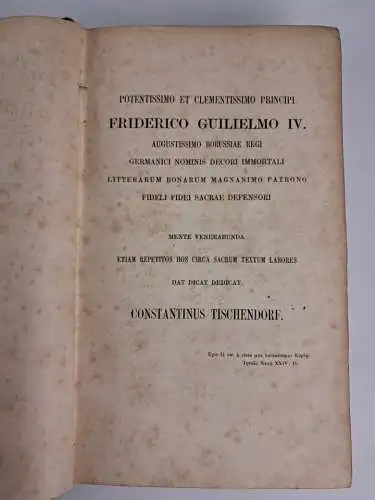 POTENTISSIMO ET CLEMENTISSIMO PRINCIPI
FRIDERICO GUILIELMO IV.
AUGUSTISSIMO BORUSSIAE REGI
GERMANICI NOMINIS DECORI IMMORTALI
LITTERARUM BONARUM MAGNANIMO PATRONO
FIDELI FIDEI SACRAE DEFENSORI
MENTE VENERABUNDA
ETIAM REPETITOS HOS CIRCA SACRUM TEXTUM LABORES
DAT DICAT DEDICAT
CONSTANTINUS TISCHENDORF.
XXIV